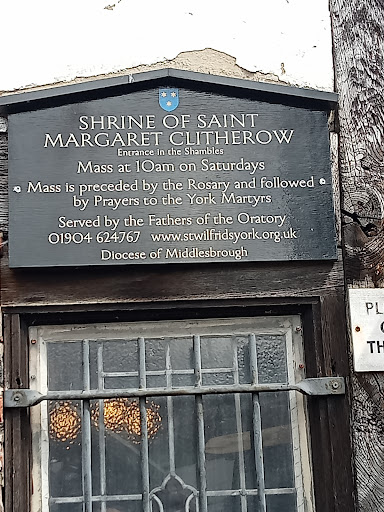 SHRINE OF SAINT
MARGARET CLITHEROW
Entrance in the Shambles
Mass at 10am on Saturdays
Mass is preceded by the Rosary and followed
by Prayers to the York Martyrs
Served by the Fathers of the Oratory
01904 624767 www.stwilfridsyork.org.uk
Diocese of Middlesbrough